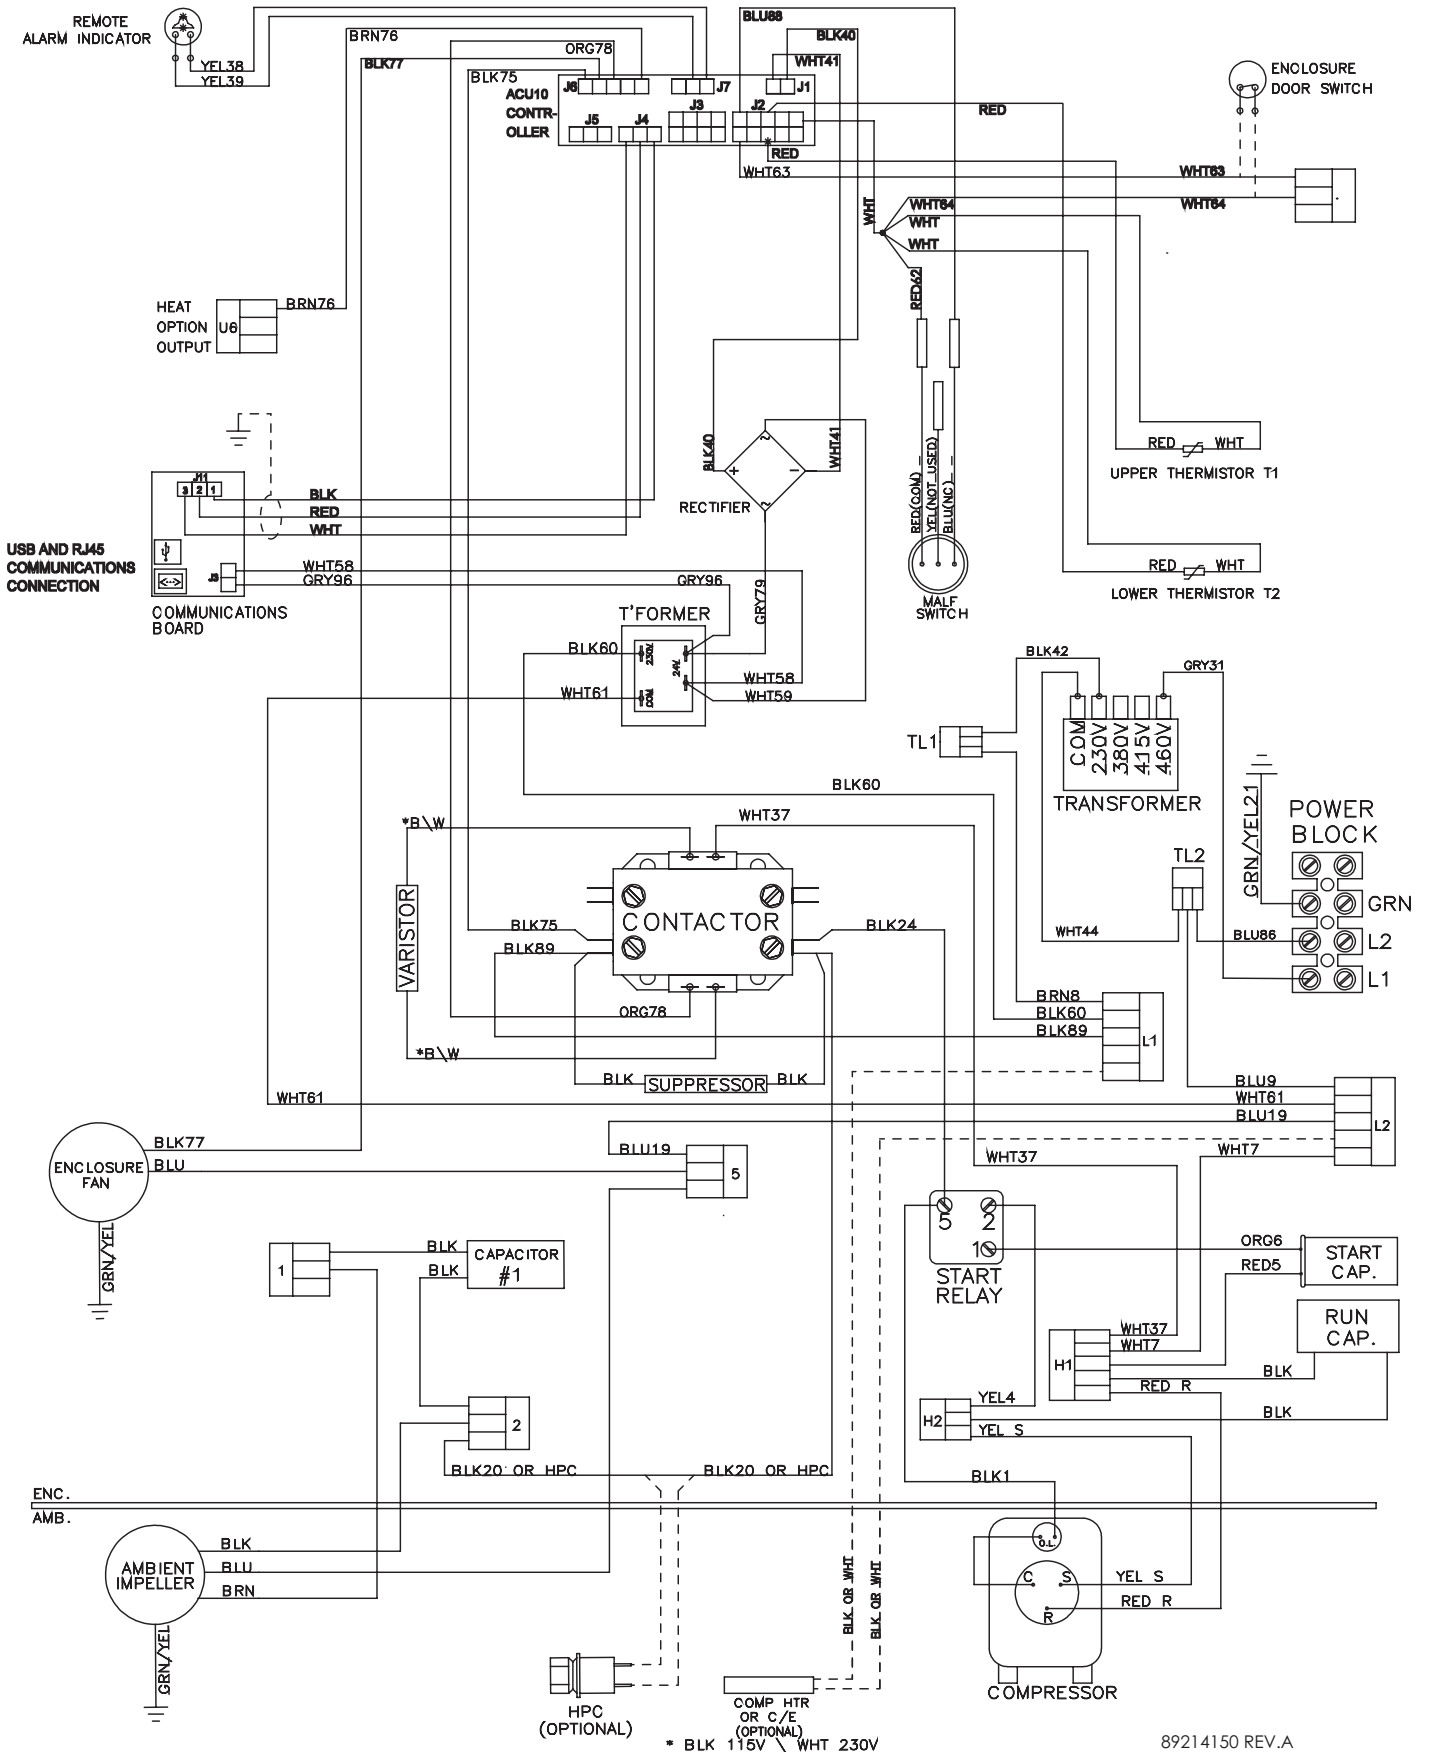 REMOTE
ALARM INDICATOR
YEL38
YEL39
BRN76
BLK77
ORG78
BLK75
BLU88
BLK40
WHT41
J6
J7
J1
ACU10
CONTR-
OLLER
J3
J2
J5
J4
RED
RED
WHT63
ENCLOSURE
DOOR SWITCH
WHT63
WHT64
WHT
WHT64
WHT
WHT
RED62
HEAT
OPTION
OUTPUT
U6
BRN76
BLK40
WHT41
+
~
-
~
RECTIFIER
RED(COM)
YEL(NOT USED)
BLU(NC)
MALF
SWITCH
RED
WHT
UPPER THERMISTOR T1
RED
WHT
LOWER THERMISTOR T2
J11
3 2 1
BLK
RED
WHT
USB AND RJ45
COMMUNICATIONS
CONNECTION
J3
WHT58
GRY96
COMMUNICATIONS
BOARD
GRY96
GRY79
T'FORMER
BLK60
230V.
24V.
COM.
WHT61
WHT58
WHT59
BLK42
GRY31
TL1
COM
230V
380V
415V
460V
TRANSFORMER
BLK60
GRN/YEL21
POWER
BLOCK
GRN
L2
L1
TL2
WHT44
BLU86
*B\W
WHT37
VARISTOR
CONTACTOR
BLK75
BLK89
BLK24
ORG78
*B\W
BLK
SUPPRESSOR
BLK
BRN8
BLK60
BLK89
L1
WHT61
BLU9
WHT61
BLU19
L2
WHT7
ENCLOSURE
FAN
BLK77
BLU
GRN/YEL
BLU19
5
WHT37
5
2
1
START
RELAY
ORG6
RED5
START
CAP.
RUN
CAP.
1
BLK
BLK
CAPACITOR
#1
WHT37
WHT7
H1
BLK
RED R
2
H2
YEL4
BLK
YEL S
BLK20 OR HPC
BLK20 OR HPC
BLK1
ENC.
AMB.
AMBIENT
IMPELLER
BLK
BLU
BRN
GRN/YEL
BLK OR WHT
BLK OR WHT
O.L.
C
S
R
YEL S
RED R
COMPRESSOR
HPC
(OPTIONAL)
COMP HTR
OR C/E
(OPTIONAL)
* BLK 115V \ WHT 230V
89214150 REV.A